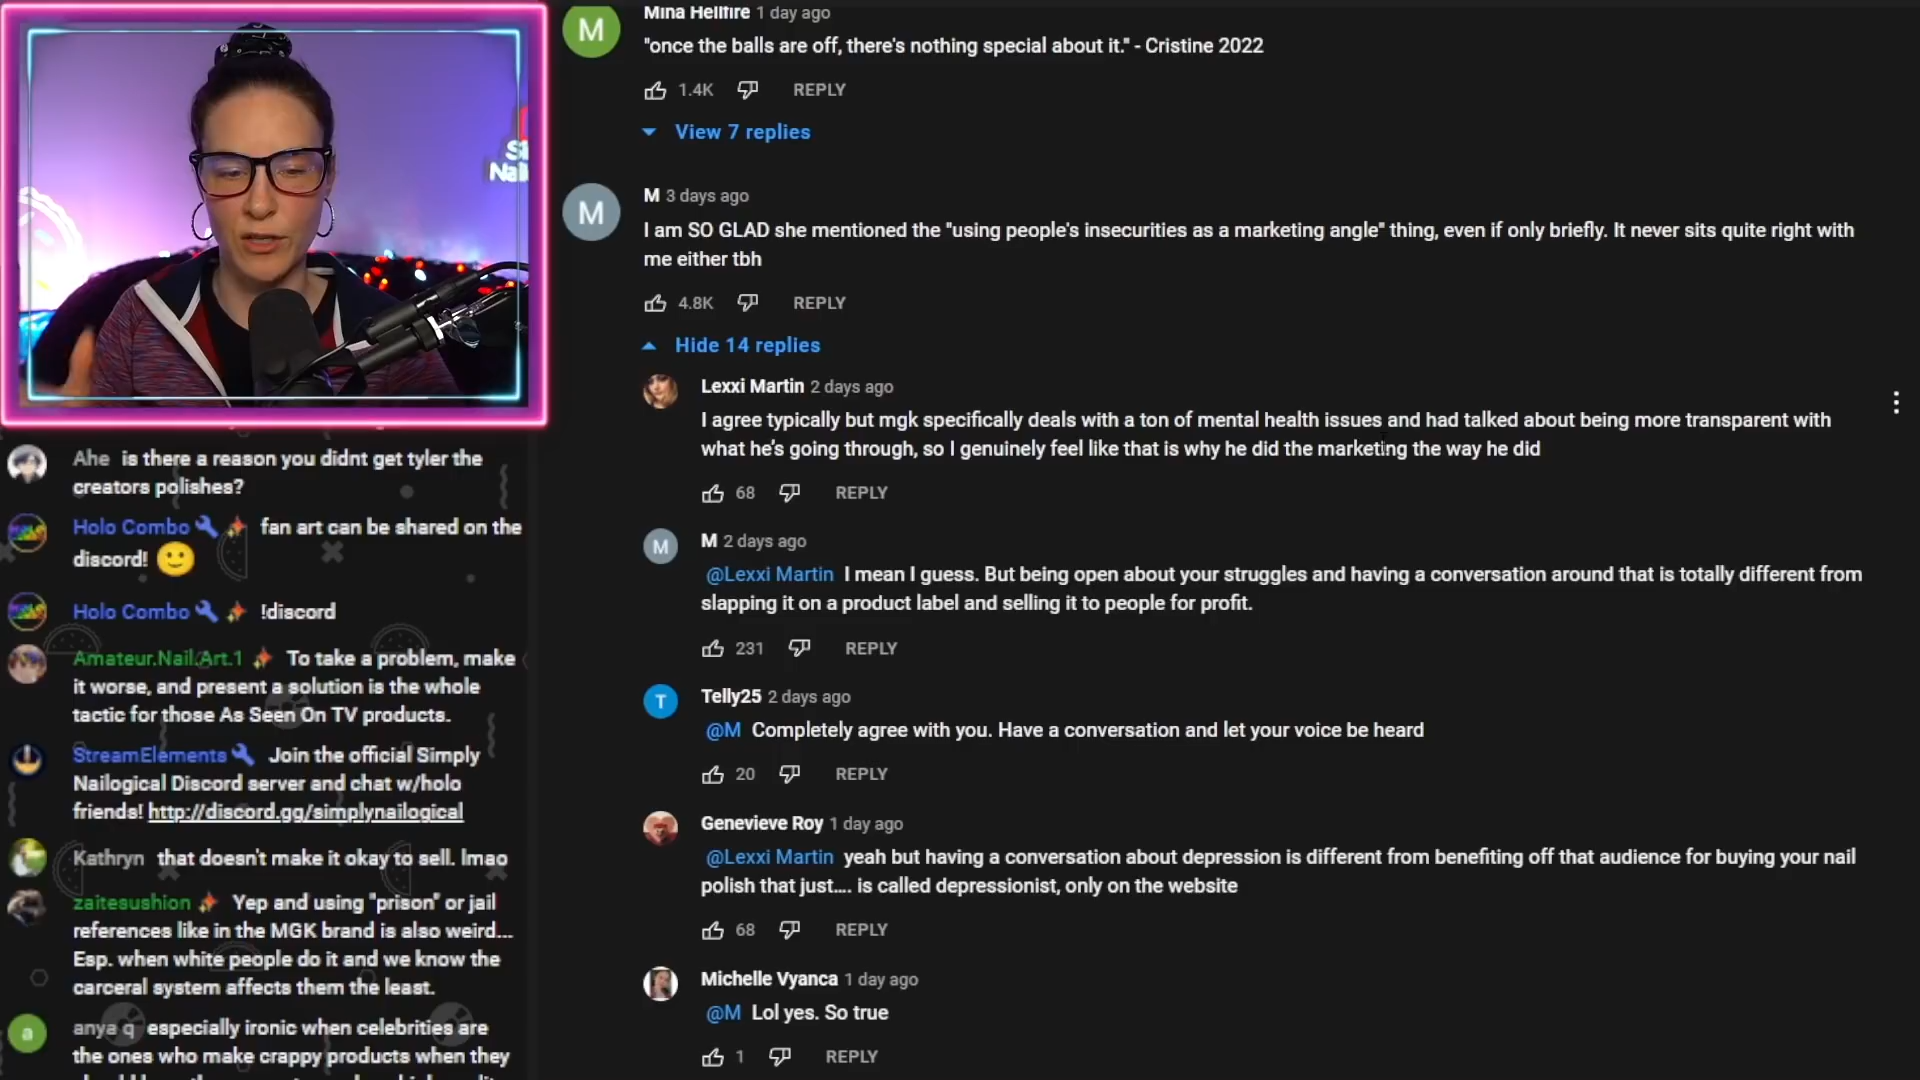 Mina Hellfire 1 day ago
"once the balls are off, there's nothing special about it." - Cristine 2022
1.4K REPLY
View 7 replies
M 3 days ago
I am SO GLAD she mentioned the "using people's insecurities as a marketing angle" thing, even if only briefly. It never sits quite right with
me either tbh
4.8K REPLY
Hide 14 replies
Lexxi Martin 2 days ago
I agree typically but mgk specifically deals with a ton of mental health issues and had talked about being more transparent with
what he's going through, so I genuinely feel like that is why he did the marketing the way he did
68 REPLY
M 2 days ago
@Lexxi Martin I mean I guess. But being open about your struggles and having a conversation around that is totally different from
slapping it on a product label and selling it to people for profit.
231 REPLY
Telly25 2 days ago
@M Completely agree with you. Have a conversation and let your voice be heard
20 REPLY
Genevieve Roy 1 day ago
@Lexxi Martin yeah but having a conversation about depression is different from benefiting off that audience for buying your nail
polish that just.... is called depressionist, only on the website
68 REPLY
Michelle Vyanca 1 day ago
@M Lol yes. So true
1 REPLY
M
M
M
T
Ahe is there a reason you didnt get tyler the
creators polishes?
Holo Combo fan art can be shared on the
discord!
Holo Combo !discord
Amateur.Nail.Art.1 To take a problem, make
it worse, and present a solution is the whole
tactic for those As Seen On TV products.
StreamElements Join the official Simply
Nailogical Discord server and chat w/holo
friends! http://discord.gg/simplynailogical
Kathryn that doesn't make it okay to sell. lmao
zaitesushion Yep and using "prison" or jail
references like in the MGK brand is also weird...
Esp. when white people do it and we know the
carceral system affects them the least.
a
anya q especially ironic when celebrities are
the ones who make crappy products when they